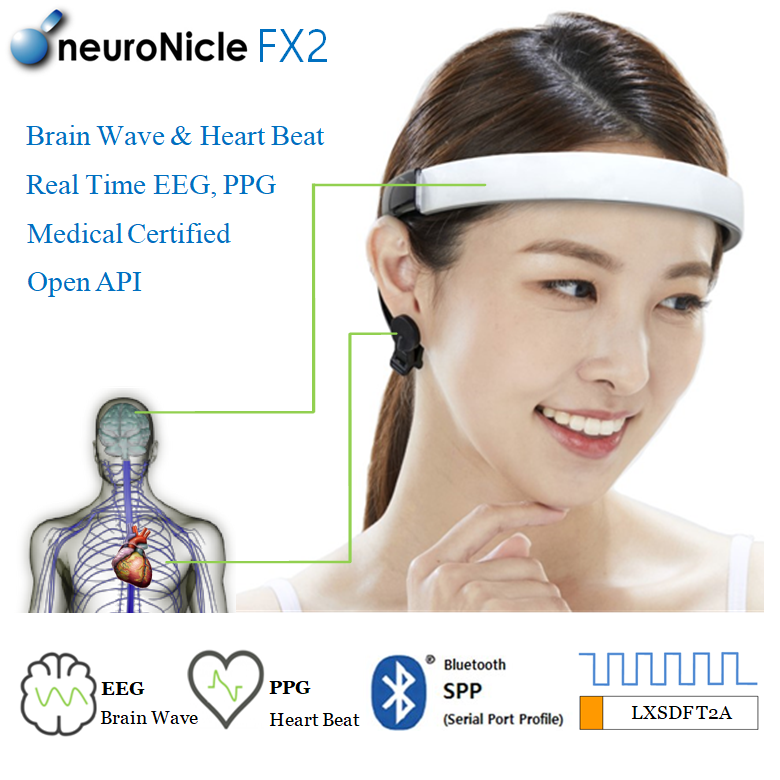 neuroNicle FX2
Brain Wave & Heart Beat
Real Time EEG, PPG
Medical Certified
Open API
EEG
Brain Wave
PPG
Heart Beat
® Bluetooth
SPP
(Serial Port Profile)
LXSDFT2A